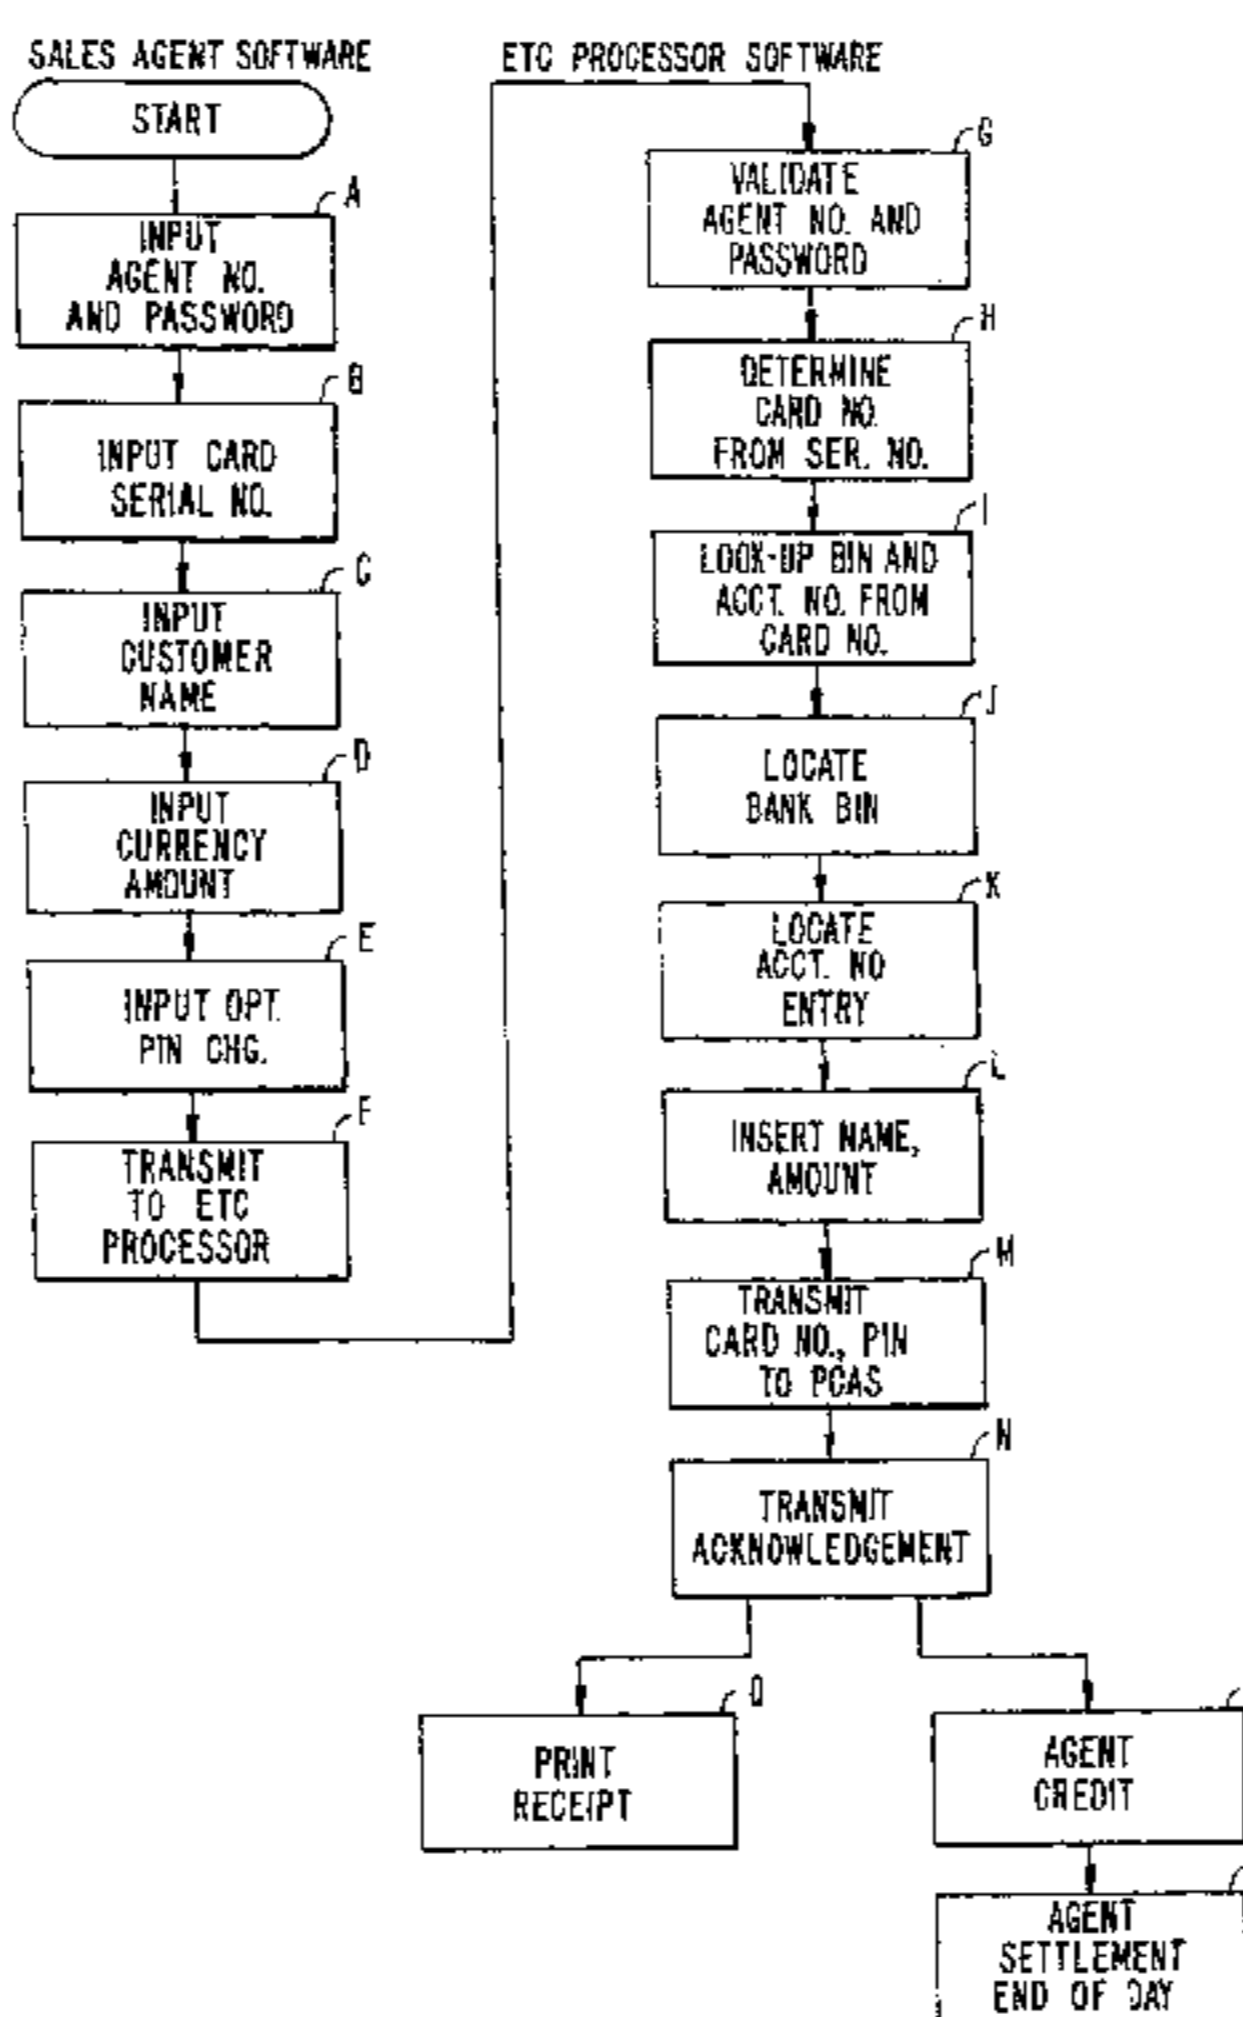 SALES AGENT SOFTWARE
START
A
INPUT
AGENT NO.
AND PASSWORD
B
INPUT CARD
SERIAL NO.
C
INPUT
CUSTOMER
NAME
D
INPUT
CURRENCY
AMOUNT
E
INPUT OPT.
PIN CHG.
F
TRANSMIT
TO ETC
PROCESSOR
ETC PROCESSOR SOFTWARE
G
VALIDATE
AGENT NO. AND
PASSWORD
H
DETERMINE
CARD NO.
FROM SER. NO.
I
LOOK-UP BIN AND
ACCT. NO. FROM
CARD NO.
J
LOCATE
BANK BIN
K
LOCATE
ACCT. NO
ENTRY
L
INSERT NAME,
AMOUNT
M
TRANSMIT
CARD NO., PIN
TO PCAS
N
TRANSMIT
ACKNOWLEDGEMENT
O
PRINT
RECEIPT
AGENT
CREDIT
AGENT
SETTLEMENT
END OF DAY